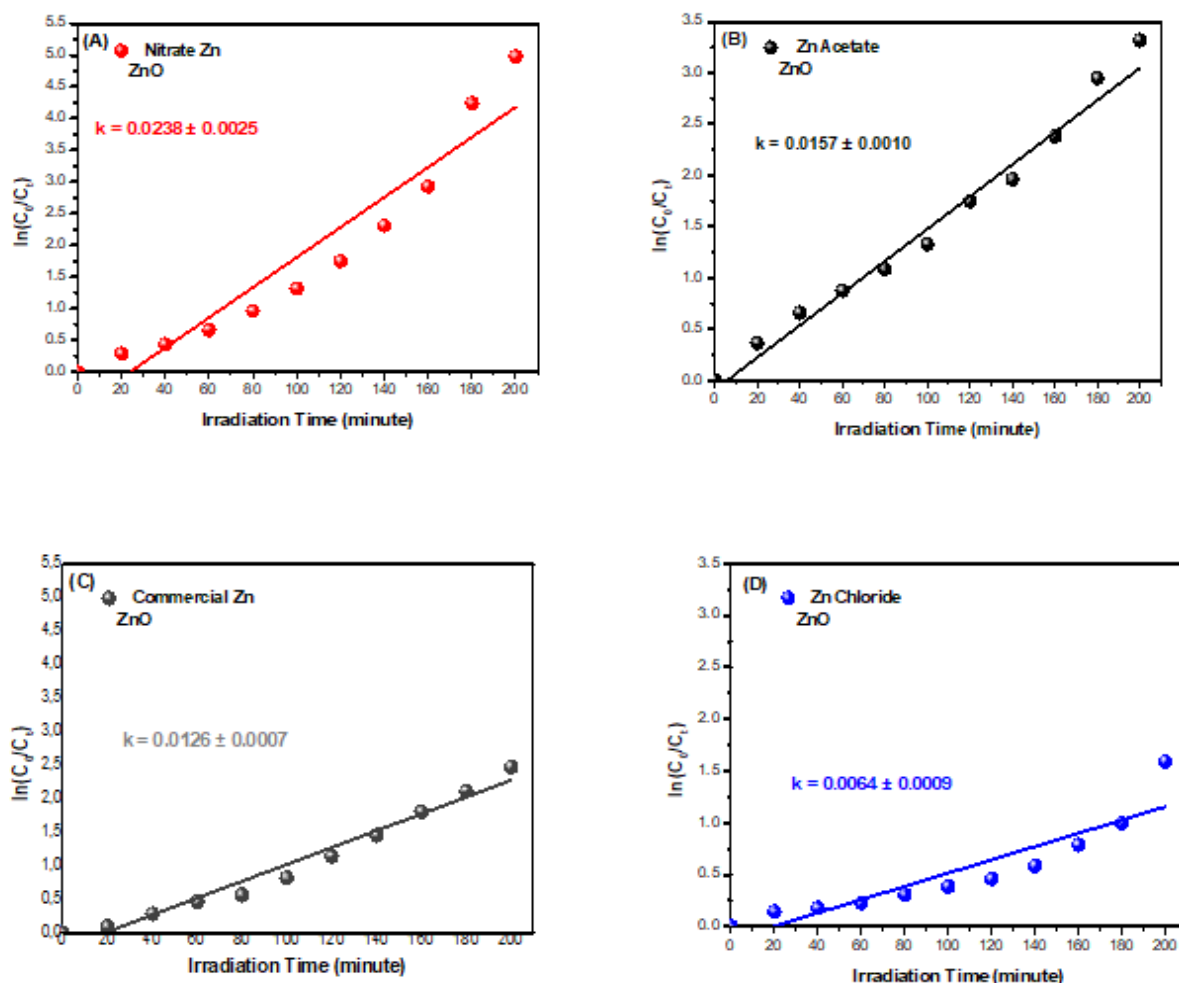 (A)
Nitrate Zn
ZnO
k = 0.0238 ± 0.0025
ln(C₀/Cₜ)
5.5
5.0
4.5
4.0
3.5
3.0
2.5
2.0
1.5
1.0
0.5
0.0
0 20 40 60 80 100 120 140 160 180 200
Irradiation Time (minute)
(B)
Zn Acetate
ZnO
k = 0.0157 ± 0.0010
ln(C₀/Cₜ)
3.5
3.0
2.5
2.0
1.5
1.0
0.5
0.0
0 20 40 60 80 100 120 140 160 180 200
Irradiation Time (minute)
(C)
Commercial Zn
ZnO
k = 0.0126 ± 0.0007
ln(C₀/Cₜ)
5,5
5,0
4,5
4,0
3,5
3,0
2,5
2,0
1,5
1,0
0,5
0,0
0 20 40 60 80 100 120 140 160 180 200
Irradiation Time (minute)
(D)
Zn Chloride
ZnO
k = 0.0064 ± 0.0009
ln(C₀/Cₜ)
3.5
3.0
2.5
2.0
1.5
1.0
0.5
0.0
0 20 40 60 80 100 120 140 160 180 200
Irradiation Time (minute)